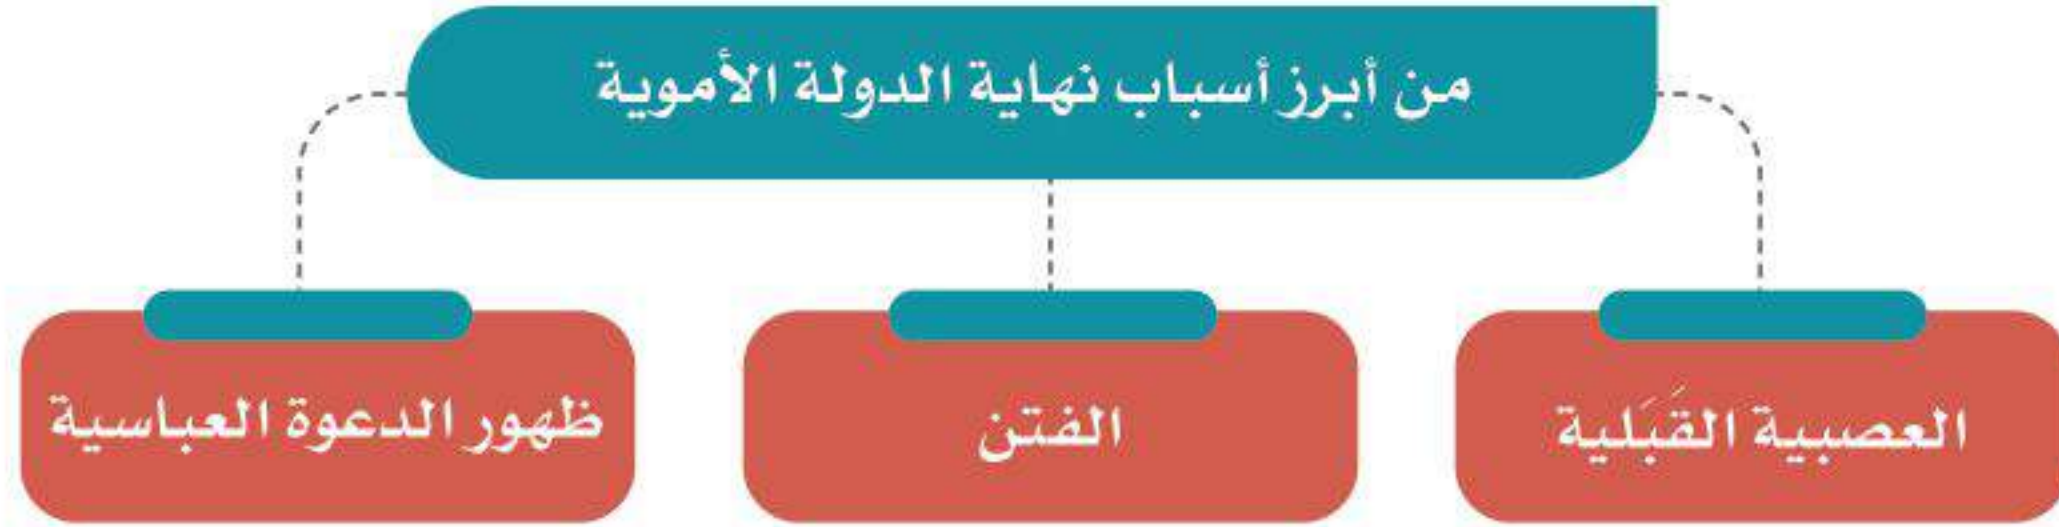 من أبرز أسباب نهاية الدولة الأموية
العصبية القَبَلية
الفتن
ظهور الدعوة العباسية